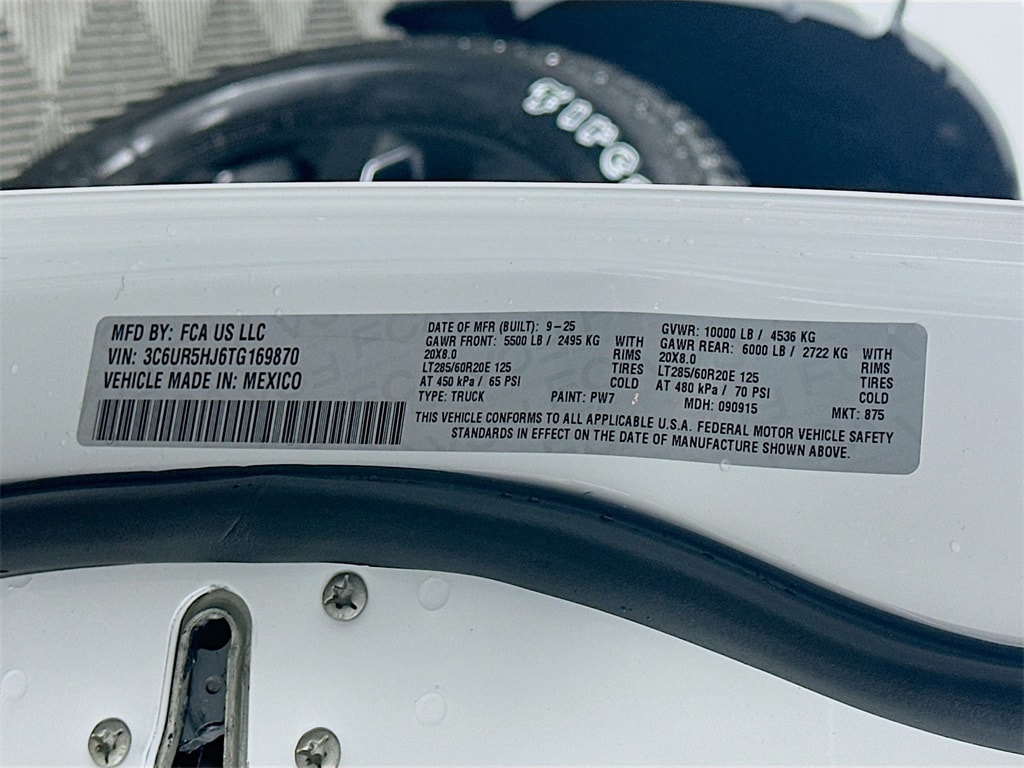 MFD BY: FCA US LLC
VIN: 3C6UR5HJ6TG169870
VEHICLE MADE IN: MEXICO
DATE OF MFR (BUILT): 9-25
GAWR FRONT: 5500 LB / 2495 KG WITH
20X8.0 RIMS
LT285/60R20E 125 TIRES
AT 450 kPa / 65 PSI COLD
TYPE: TRUCK PAINT: PW7
GVWR: 10000 LB / 4536 KG
GAWR REAR: 6000 LB / 2722 KG WITH
20X8.0 RIMS
LT285/60R20E 125 TIRES
AT 480 kPa / 70 PSI COLD
MDH: 090915 MKT: 875
THIS VEHICLE CONFORMS TO ALL APPLICABLE U.S.A. FEDERAL MOTOR VEHICLE SAFETY
STANDARDS IN EFFECT ON THE DATE OF MANUFACTURE SHOWN ABOVE.